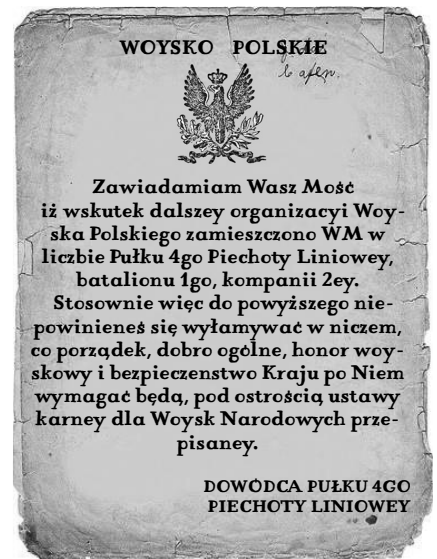 WOYSKO POLSKIE
Zawiadamiam Wasz Mość
iż wskutek dalszey organizacyi Woy-
ska Polskiego zamieszczono WM w
liczbie Pułku 4go Piechoty Liniowey,
batalionu 1go, kompanii 2ey.
Stosownie więc do powyższego nie-
powinieneś się wyłamywać w niczem,
co porządek, dobro ogólne, honor woy-
skowy i bezpieczenstwo Kraju po Niem
wymagać będą, pod ostrością ustawy
karney dla Woysk Narodowych prze-
pisaney.
DOWÓDCA PUŁKU 4GO
PIECHOTY LINIOWEY